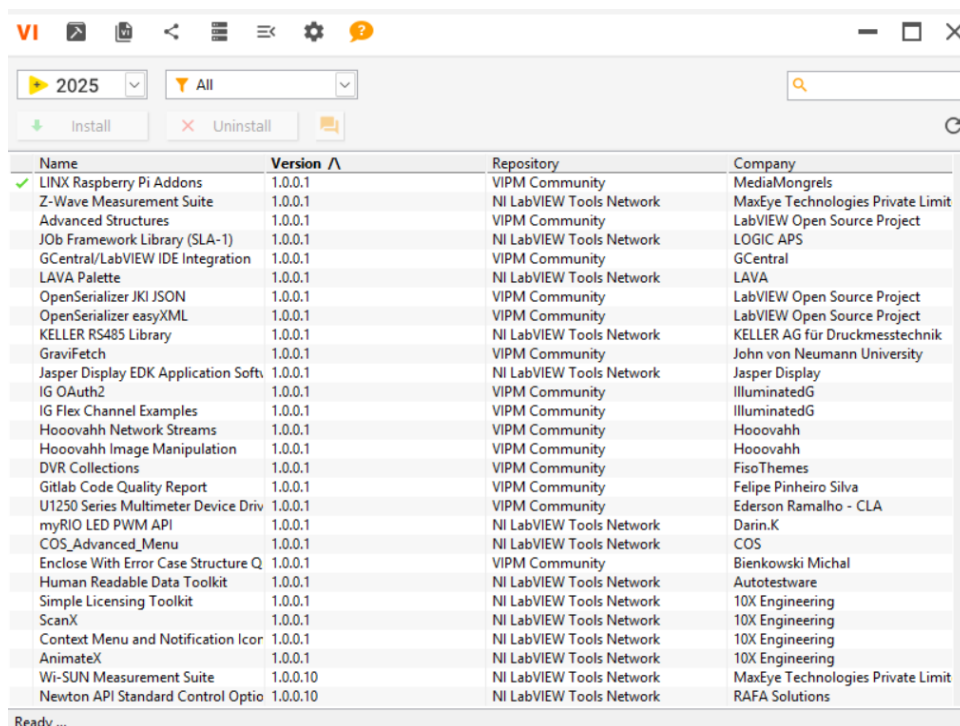 VI VI ?
2025 All
Install Uninstall
Name Version /\ Repository Company
LINX Raspberry Pi Addons 1.0.0.1 VIPM Community MediaMongrels
Z-Wave Measurement Suite 1.0.0.1 NI LabVIEW Tools Network MaxEye Technologies Private Limit
Advanced Structures 1.0.0.1 VIPM Community LabVIEW Open Source Project
JOb Framework Library (SLA-1) 1.0.0.1 NI LabVIEW Tools Network LOGIC APS
GCentral/LabVIEW IDE Integration 1.0.0.1 VIPM Community GCentral
LAVA Palette 1.0.0.1 NI LabVIEW Tools Network LAVA
OpenSerializer JKI JSON 1.0.0.1 VIPM Community LabVIEW Open Source Project
OpenSerializer easyXML 1.0.0.1 VIPM Community LabVIEW Open Source Project
KELLER RS485 Library 1.0.0.1 NI LabVIEW Tools Network KELLER AG für Druckmesstechnik
GraviFetch 1.0.0.1 VIPM Community John von Neumann University
Jasper Display EDK Application Softv 1.0.0.1 NI LabVIEW Tools Network Jasper Display
IG OAuth2 1.0.0.1 VIPM Community IlluminatedG
IG Flex Channel Examples 1.0.0.1 VIPM Community IlluminatedG
Hooovahh Network Streams 1.0.0.1 VIPM Community Hooovahh
Hooovahh Image Manipulation 1.0.0.1 VIPM Community Hooovahh
DVR Collections 1.0.0.1 VIPM Community FisoThemes
Gitlab Code Quality Report 1.0.0.1 VIPM Community Felipe Pinheiro Silva
U1250 Series Multimeter Device Driv 1.0.0.1 VIPM Community Ederson Ramalho - CLA
myRIO LED PWM API 1.0.0.1 NI LabVIEW Tools Network Darin.K
COS_Advanced_Menu 1.0.0.1 NI LabVIEW Tools Network COS
Enclose With Error Case Structure Q 1.0.0.1 VIPM Community Bienkowski Michal
Human Readable Data Toolkit 1.0.0.1 NI LabVIEW Tools Network Autotestware
Simple Licensing Toolkit 1.0.0.1 NI LabVIEW Tools Network 10X Engineering
ScanX 1.0.0.1 NI LabVIEW Tools Network 10X Engineering
Context Menu and Notification Icor 1.0.0.1 NI LabVIEW Tools Network 10X Engineering
AnimateX 1.0.0.1 NI LabVIEW Tools Network 10X Engineering
Wi-SUN Measurement Suite 1.0.0.10 NI LabVIEW Tools Network MaxEye Technologies Private Limit
Newton API Standard Control Optio 1.0.0.10 NI LabVIEW Tools Network RAFA Solutions
Ready ...